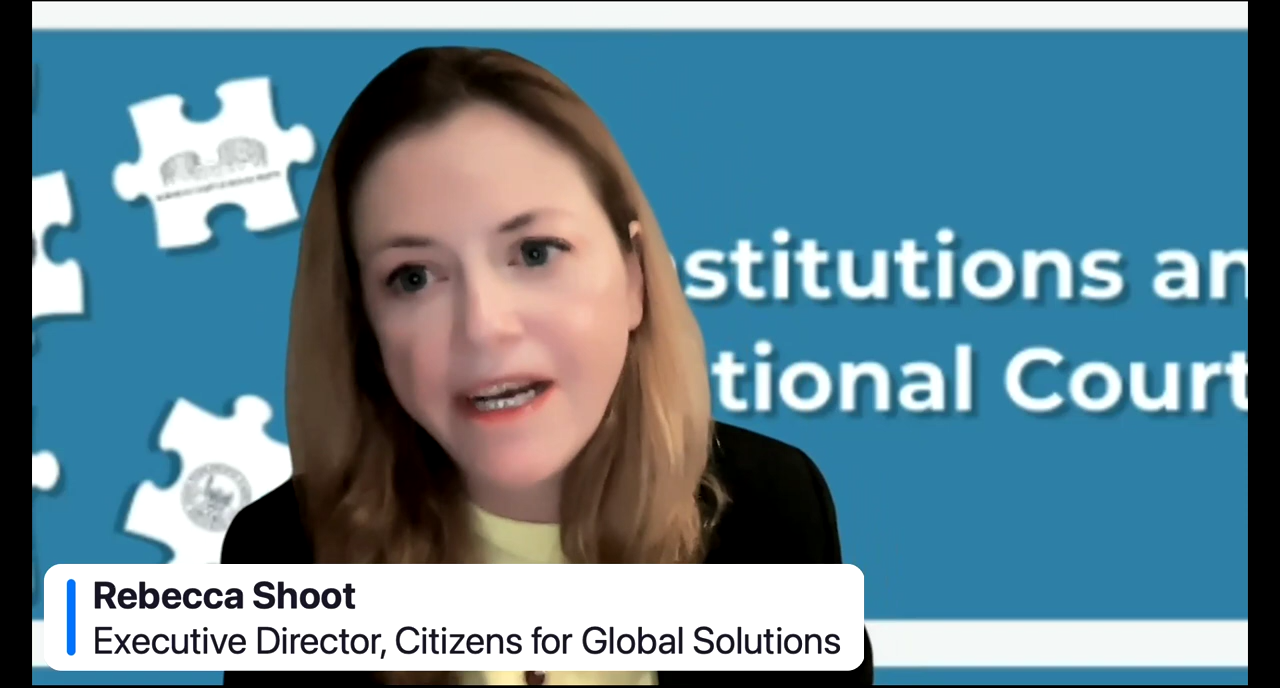 stitutions an
tional Court
Rebecca Shoot
Executive Director, Citizens for Global Solutions